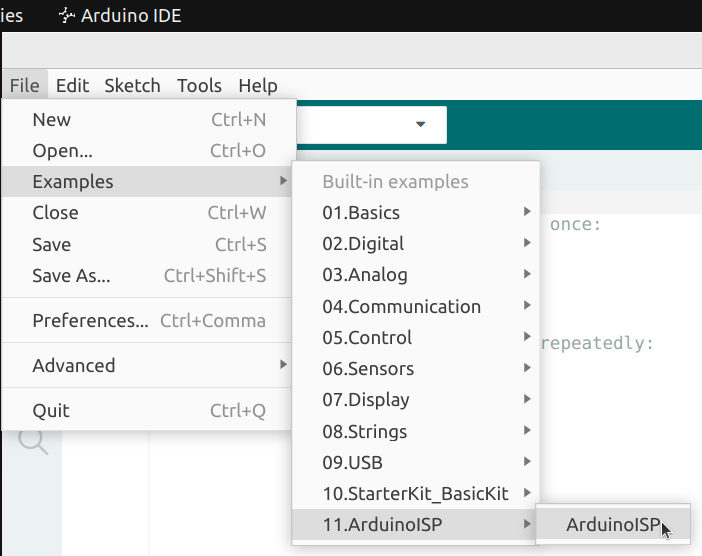 ies Arduino IDE
File Edit Sketch Tools Help
New Ctrl+N
Open... Ctrl+O
Examples
Close Ctrl+W
Save Ctrl+S
Save As... Ctrl+Shift+S
Preferences... Ctrl+Comma
Advanced
Quit Ctrl+Q
Built-in examples
01.Basics
02.Digital
03.Analog
04.Communication
05.Control
06.Sensors
07.Display
08.Strings
09.USB
10.StarterKit_BasicKit
11.ArduinoISP
ArduinoISP
once:
repeatedly: